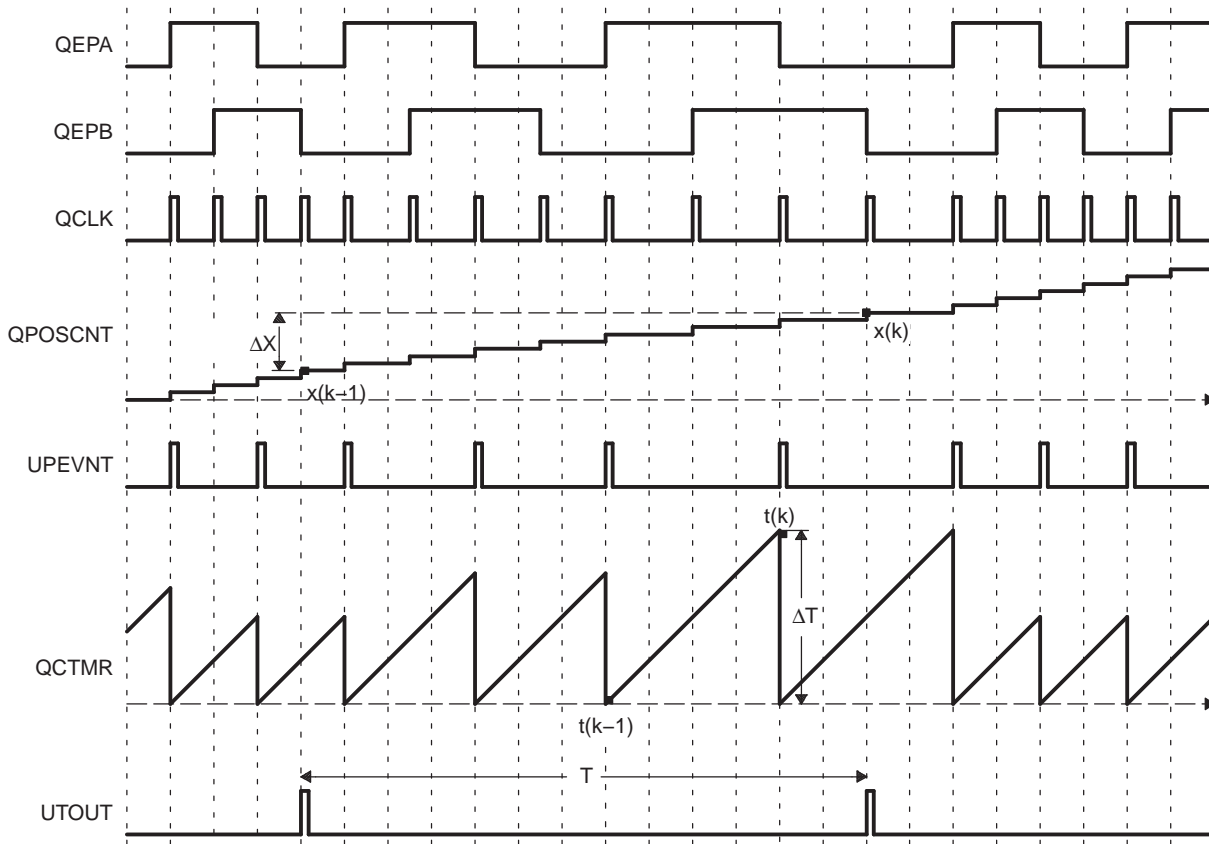 QEPA
QEPB
QCLK
QPOSCNT
ΔX
x(k)
x(k−1)
UPEVNT
t(k)
ΔT
QCTMR
t(k−1)
T
UTOUT